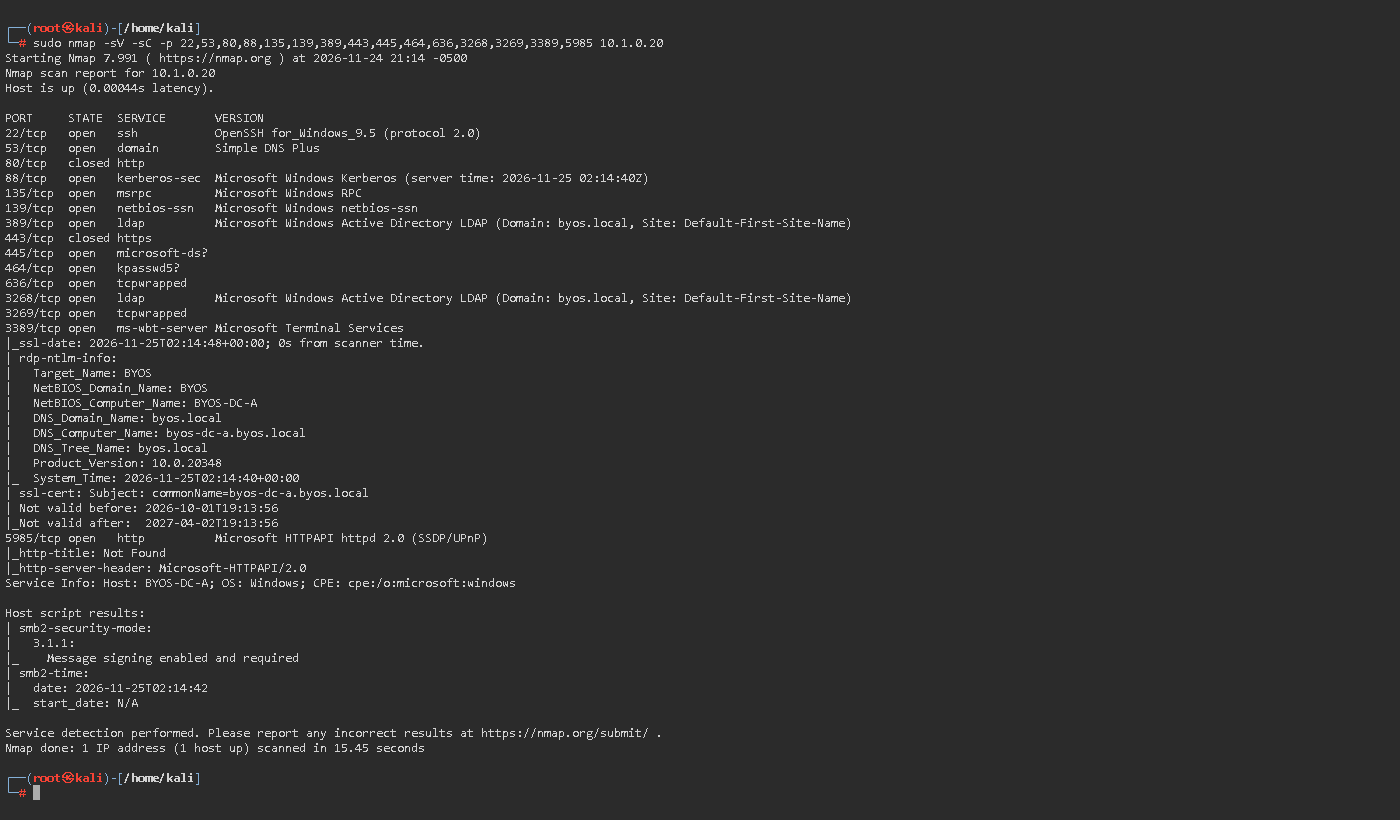 ┌──(root㉿kali)-[/home/kali]
└─# sudo nmap -sV -sC -p 22,53,80,88,135,139,389,443,445,464,636,3268,3269,3389,5985 10.1.0.20
Starting Nmap 7.991 ( https://nmap.org ) at 2026-11-24 21:14 -0500
Nmap scan report for 10.1.0.20
Host is up (0.00044s latency).

PORT     STATE  SERVICE       VERSION
22/tcp   open   ssh           OpenSSH for_Windows_9.5 (protocol 2.0)
53/tcp   open   domain        Simple DNS Plus
80/tcp   closed http
88/tcp   open   kerberos-sec  Microsoft Windows Kerberos (server time: 2026-11-25 02:14:40Z)
135/tcp  open   msrpc         Microsoft Windows RPC
139/tcp  open   netbios-ssn   Microsoft Windows netbios-ssn
389/tcp  open   ldap          Microsoft Windows Active Directory LDAP (Domain: byos.local, Site: Default-First-Site-Name)
443/tcp  closed https
445/tcp  open   microsoft-ds?
464/tcp  open   kpasswd5?
636/tcp  open   tcpwrapped
3268/tcp open   ldap          Microsoft Windows Active Directory LDAP (Domain: byos.local, Site: Default-First-Site-Name)
3269/tcp open   tcpwrapped
3389/tcp open   ms-wbt-server Microsoft Terminal Services
|_ssl-date: 2026-11-25T02:14:48+00:00; 0s from scanner time.
| rdp-ntlm-info:
|   Target_Name: BYOS
|   NetBIOS_Domain_Name: BYOS
|   NetBIOS_Computer_Name: BYOS-DC-A
|   DNS_Domain_Name: byos.local
|   DNS_Computer_Name: byos-dc-a.byos.local
|   DNS_Tree_Name: byos.local
|   Product_Version: 10.0.20348
|_  System_Time: 2026-11-25T02:14:40+00:00
| ssl-cert: Subject: commonName=byos-dc-a.byos.local
| Not valid before: 2026-10-01T19:13:56
|_Not valid after:  2027-04-02T19:13:56
5985/tcp open   http          Microsoft HTTPAPI httpd 2.0 (SSDP/UPnP)
|_http-title: Not Found
|_http-server-header: Microsoft-HTTPAPI/2.0
Service Info: Host: BYOS-DC-A; OS: Windows; CPE: cpe:/o:microsoft:windows

Host script results:
| smb2-security-mode:
|   3.1.1:
|_    Message signing enabled and required
| smb2-time:
|   date: 2026-11-25T02:14:42
|_  start_date: N/A

Service detection performed. Please report any incorrect results at https://nmap.org/submit/ .
Nmap done: 1 IP address (1 host up) scanned in 15.45 seconds

┌──(root㉿kali)-[/home/kali]
└─#